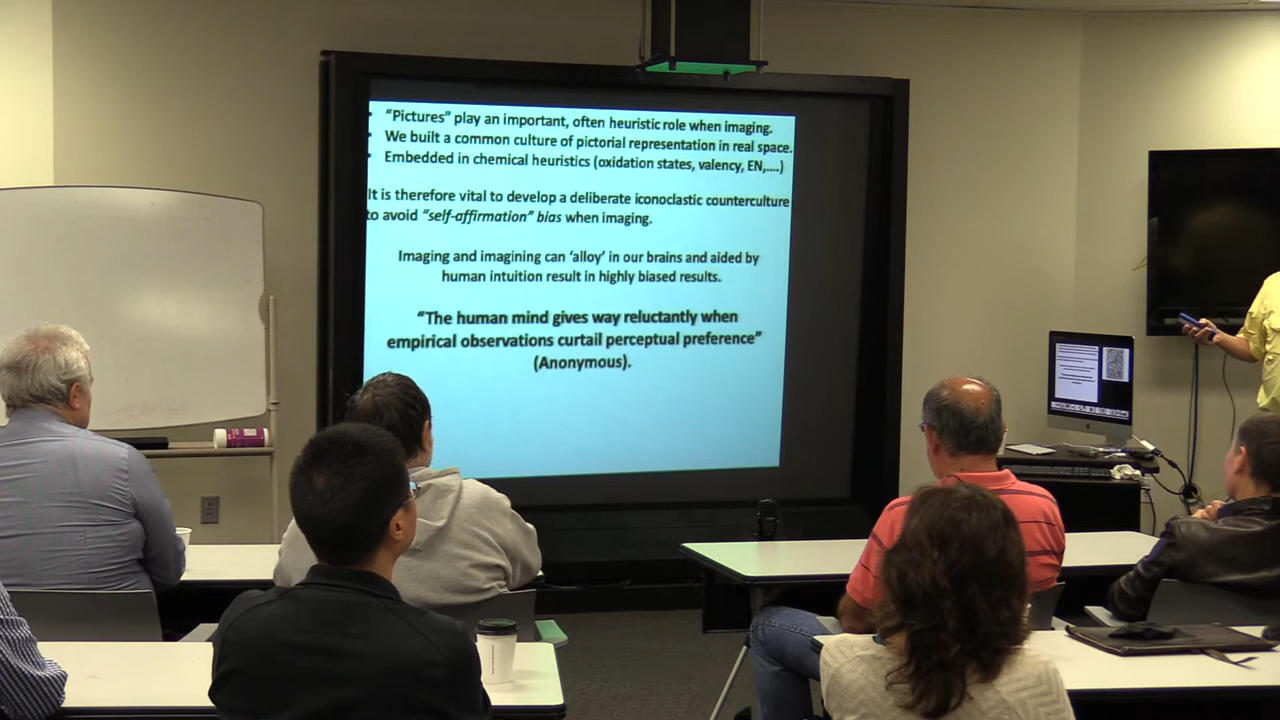 • “Pictures” play an important, often heuristic role when imaging.
• We built a common culture of pictorial representation in real space.
• Embedded in chemical heuristics (oxidation states, valency, EN,....)
It is therefore vital to develop a deliberate iconoclastic counterculture
to avoid “self-affirmation” bias when imaging.
Imaging and imagining can ‘alloy’ in our brains and aided by
human intuition result in highly biased results.
“The human mind gives way reluctantly when
empirical observations curtail perceptual preference”
(Anonymous).